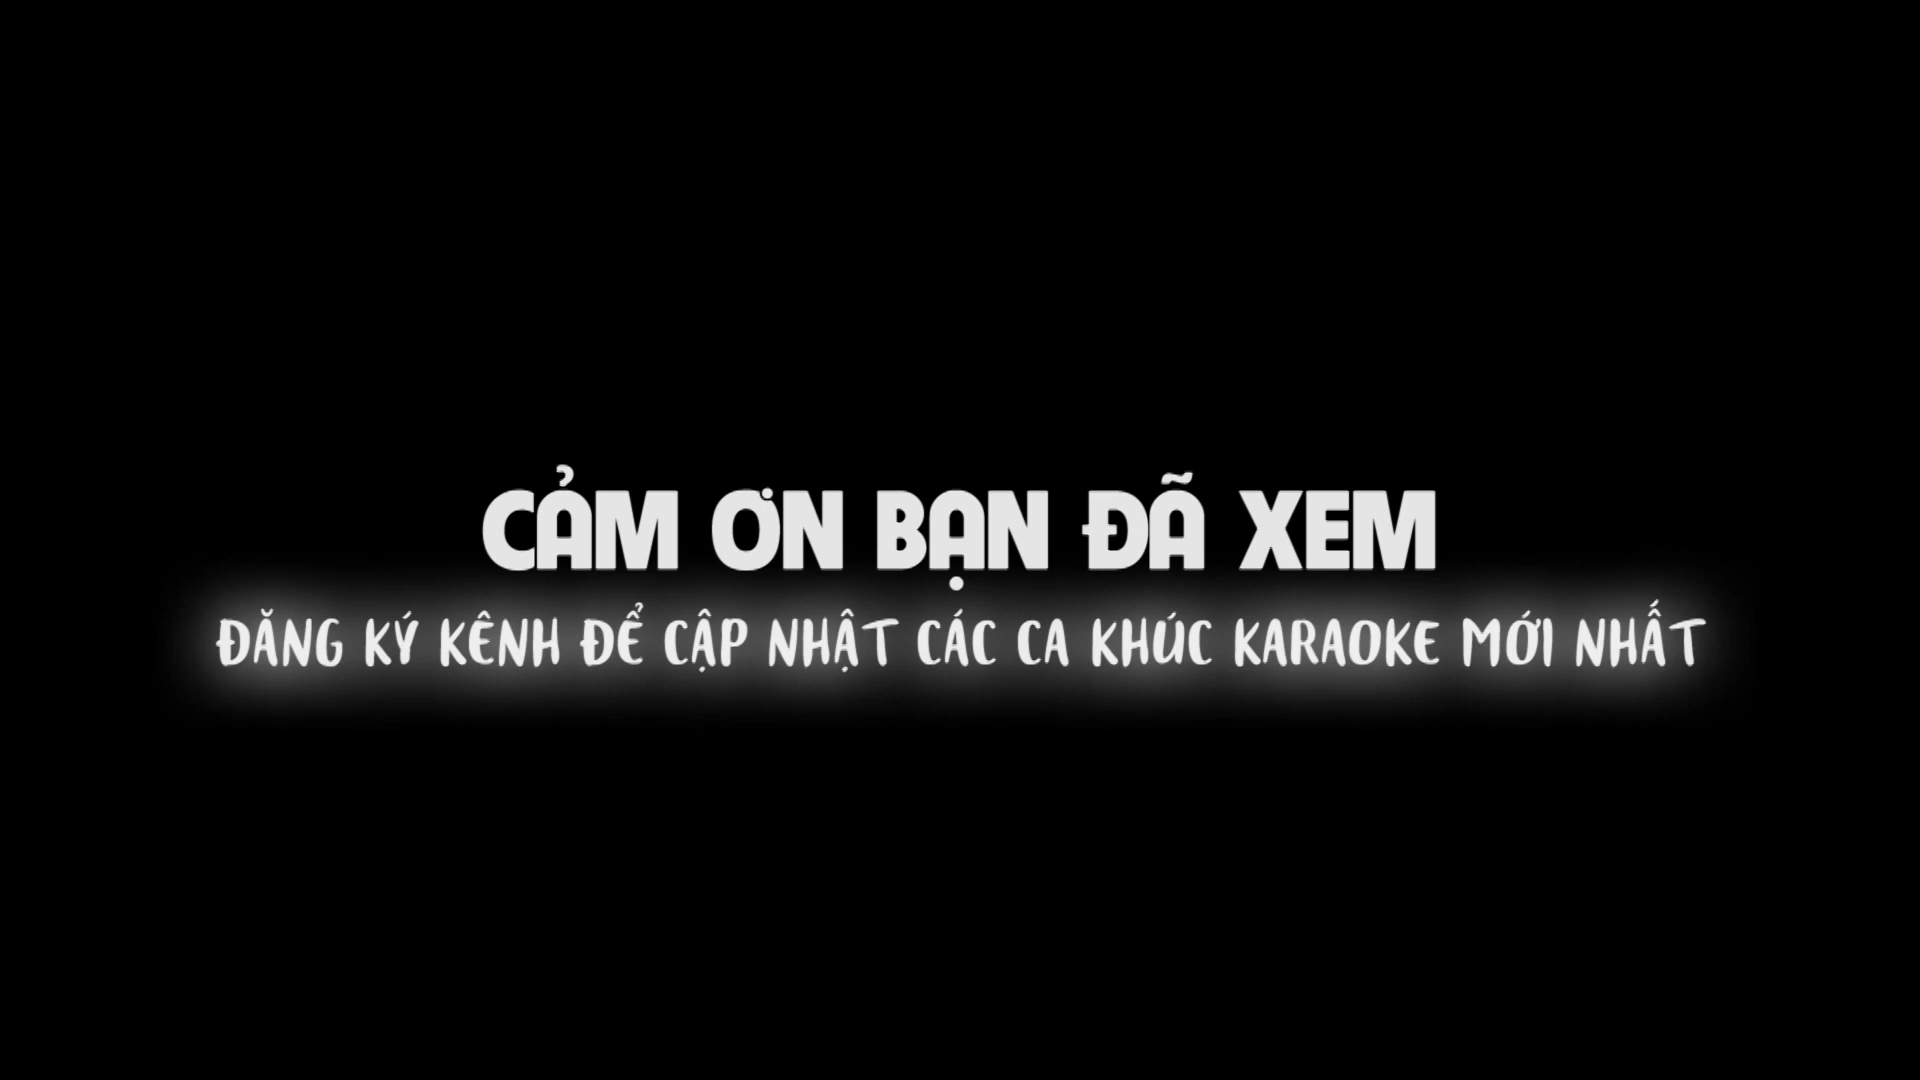 CẢM ƠN BẠN ĐÃ XEM
ĐĂNG KÝ KÊNH ĐỂ CẬP NHẬT CÁC CA KHÚC KARAOKE MỚI NHẤT